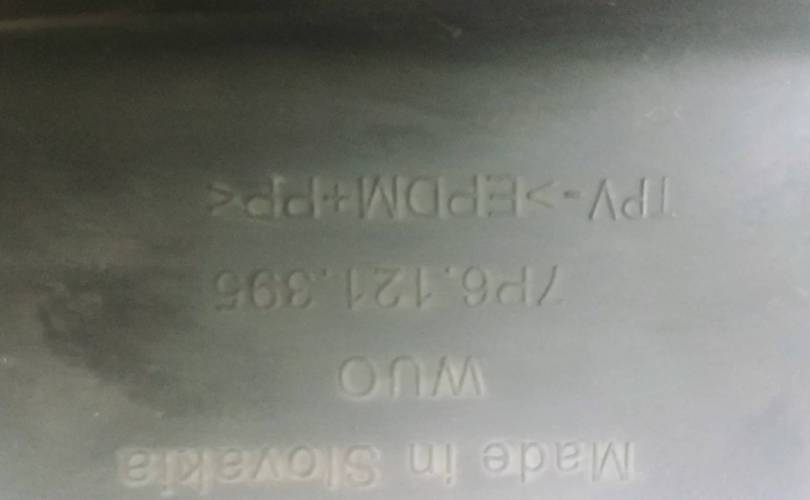 Made in Slovakia
WUO
7P6.121.395
TPV->EPDM+PP<